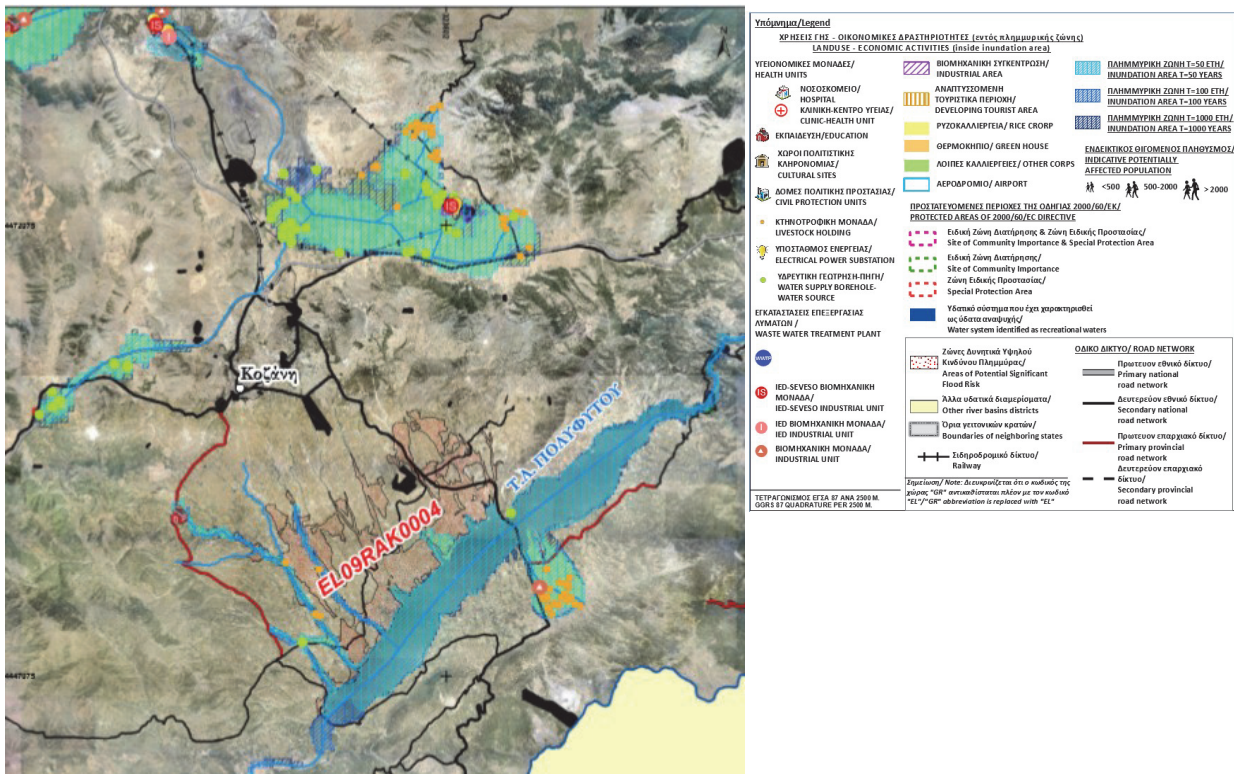 Κοζάνη
Τ.Λ. ΠΟΛΥΦΥΤΟΥ
EL09RAK0004
4472075
4447075
N
IS
I
IS
Υπόμνημα/Legend
ΧΡΗΣΕΙΣ ΓΗΣ - ΟΙΚΟΝΟΜΙΚΕΣ ΔΡΑΣΤΗΡΙΟΤΗΤΕΣ (εντός πλημμυρικής ζώνης)
LANDUSE - ECONOMIC ACTIVITIES (inside inundation area)
ΥΓΕΙΟΝΟΜΙΚΕΣ ΜΟΝΑΔΕΣ/
HEALTH UNITS
ΝΟΣΟΣΚΟΜΕΙΟ/
HOSPITAL
ΚΛΙΝΙΚΗ-ΚΕΝΤΡΟ ΥΓΕΙΑΣ/
CLINIC-HEALTH UNIT
ΕΚΠΑΙΔΕΥΣΗ/EDUCATION
ΧΩΡΟΙ ΠΟΛΙΤΙΣΤΙΚΗΣ
ΚΛΗΡΟΝΟΜΙΑΣ/
CULTURAL SITES
ΔΟΜΕΣ ΠΟΛΙΤΙΚΗΣ ΠΡΟΣΤΑΣΙΑΣ/
CIVIL PROTECTION UNITS
ΚΤΗΝΟΤΡΟΦΙΚΗ ΜΟΝΑΔΑ/
LIVESTOCK HOLDING
ΥΠΟΣΤΑΘΜΟΣ ΕΝΕΡΓΕΙΑΣ/
ELECTRICAL POWER SUBSTATION
ΥΔΡΕΥΤΙΚΗ ΓΕΩΤΡΗΣΗ-ΠΗΓΗ/
WATER SUPPLY BOREHOLE-
WATER SOURCE
ΕΓΚΑΤΑΣΤΑΣΕΙΣ ΕΠΕΞΕΡΓΑΣΙΑΣ
ΛΥΜΑΤΩΝ /
WASTE WATER TREATMENT PLANT
WWTP
IS
IED-SEVESO ΒΙΟΜΗΧΑΝΙΚΗ
ΜΟΝΑΔΑ/
IED-SEVESO INDUSTRIAL UNIT
I
IED ΒΙΟΜΗΧΑΝΙΚΗ ΜΟΝΑΔΑ/
IED INDUSTRIAL UNIT
ΒΙΟΜΗΧΑΝΙΚΗ ΜΟΝΑΔΑ/
INDUSTRIAL UNIT
ΤΕΤΡΑΓΩΝΙΣΜΟΣ ΕΓΣΑ 87 ΑΝΑ 2500 Μ.
GGRS 87 QUADRATURE PER 2500 M.
ΒΙΟΜΗΧΑΝΙΚΗ ΣΥΓΚΕΝΤΡΩΣΗ/
INDUSTRIAL AREA
ΑΝΑΠΤΥΣΣΟΜΕΝΗ
ΤΟΥΡΙΣΤΙΚΑ ΠΕΡΙΟΧΗ/
DEVELOPING TOURIST AREA
ΡΥΖΟΚΑΛΛΙΕΡΓΕΙΑ/ RICE CRORP
ΘΕΡΜΟΚΗΠΙΟ/ GREEN HOUSE
ΛΟΙΠΕΣ ΚΑΛΛΙΕΡΓΕΙΕΣ/ OTHER CORPS
ΑΕΡΟΔΡΟΜΙΟ/ AIRPORT
ΠΛΗΜΜΥΡΙΚΗ ΖΩΝΗ T=50 ΕΤΗ/
INUNDATION AREA T=50 YEARS
ΠΛΗΜΜΥΡΙΚΗ ΖΩΝΗ T=100 ΕΤΗ/
INUNDATION AREA T=100 YEARS
ΠΛΗΜΜΥΡΙΚΗ ΖΩΝΗ T=1000 ΕΤΗ/
INUNDATION AREA T=1000 YEARS
ΕΝΔΕΙΚΤΙΚΟΣ ΘΙΓΟΜΕΝΟΣ ΠΛΗΘΥΣΜΟΣ/
INDICATIVE POTENTIALLY
AFFECTED POPULATION
<500 500-2000 > 2000
ΠΡΟΣΤΑΤΕΥΟΜΕΝΕΣ ΠΕΡΙΟΧΕΣ ΤΗΣ ΟΔΗΓΙΑΣ 2000/60/ΕΚ/
PROTECTED AREAS OF 2000/60/EC DIRECTIVE
Ειδική Ζώνη Διατήρησης & Ζώνη Ειδικής Προστασίας/
Site of Community Importance & Special Protection Area
Ειδική Ζώνη Διατήρησης/
Site of Community Importance
Ζώνη Ειδικής Προστασίας/
Special Protection Area
Υδατικό σύστημα που έχει χαρακτηρισθεί
ως ύδατα αναψυχής/
Water system identified as recreational waters
Ζώνες Δυνητικά Υψηλού
Κινδύνου Πλημμύρας/
Areas of Potential Significant
Flood Risk
Άλλα υδατικά διαμερίσματα/
Other river basins districts
Όρια γειτονικών κρατών/
Boundaries of neighboring states
Σιδηροδρομικό δίκτυο/
Railway
Σημείωση/ Note: Διευκρινίζεται ότι ο κωδικός της
χώρας "GR" αντικαθίσταται πλέον με τον κωδικό
"EL"/"GR" abbreviation is replaced with "EL"
ΟΔΙΚΟ ΔΙΚΤΥΟ/ ROAD NETWORK
Πρωτευον εθνικό δίκτυο/
Primary national
road network
Δευτερεύον εθνικό δίκτυο/
Secondary national
road network
Πρωτευον επαρχιακό δίκτυο/
Primary provincial
road network
Δευτερεύον επαρχιακό
δίκτυο/
Secondary provincial
road network